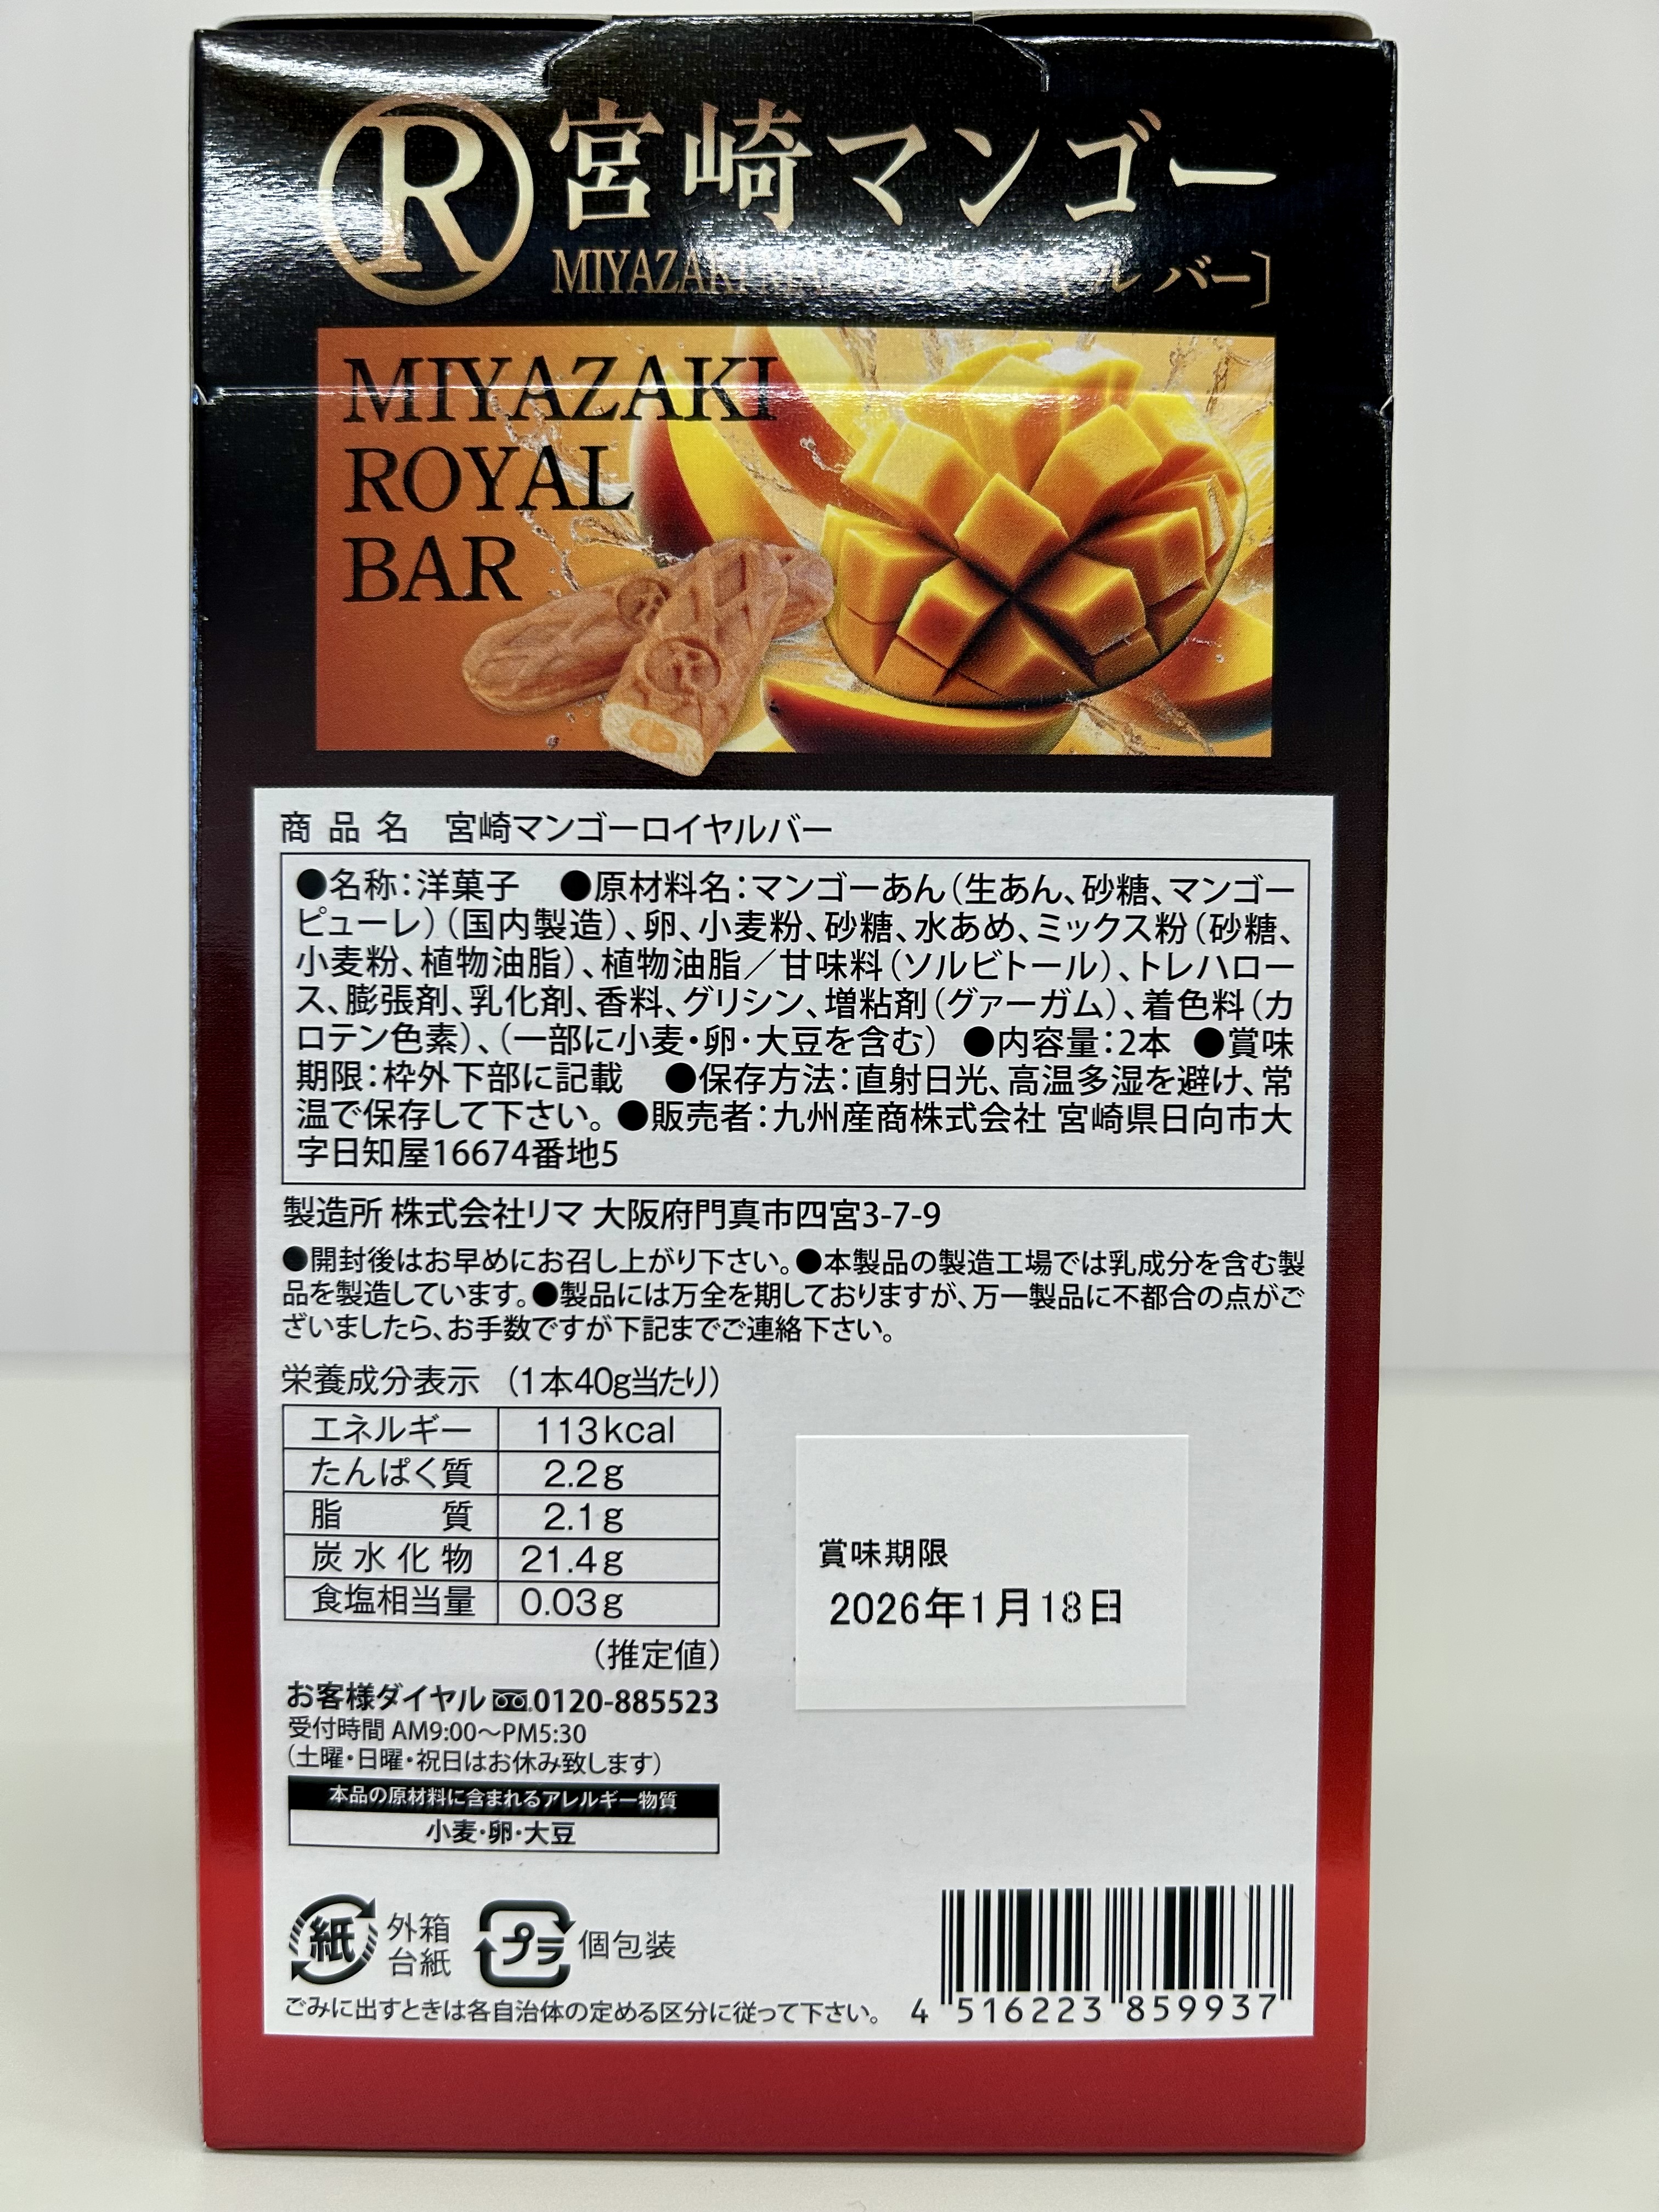 R 宮崎マンゴー
MIYAZAKI MANGO [ロイヤル バー]
MIYAZAKI
ROYAL
BAR
商品名 宮崎マンゴーロイヤルバー
●名称：洋菓子 ●原材料名：マンゴーあん（生あん、砂糖、マンゴー
ピューレ）（国内製造）、卵、小麦粉、砂糖、水あめ、ミックス粉（砂糖、
小麦粉、植物油脂）、植物油脂／甘味料（ソルビトール）、トレハロー
ス、膨張剤、乳化剤、香料、グリシン、増粘剤（グァーガム）、着色料（カ
ロテン色素）、（一部に小麦・卵・大豆を含む） ●内容量：2本 ●賞味
期限：枠外下部に記載 ●保存方法：直射日光、高温多湿を避け、常
温で保存して下さい。●販売者：九州産商株式会社 宮崎県日向市大
字日知屋16674番地5
製造所 株式会社リマ 大阪府門真市四宮3-7-9
●開封後はお早めにお召し上がり下さい。●本製品の製造工場では乳成分を含む製
品を製造しています。●製品には万全を期しておりますが、万一製品に不都合の点がご
ざいましたら、お手数ですが下記までご連絡下さい。
栄養成分表示 （1本40g当たり）
エネルギー 113kcal
たんぱく質 2.2g
脂質 2.1g
炭水化物 21.4g
食塩相当量 0.03g
（推定値）
賞味期限
2026年1月18日
お客様ダイヤル 0120-885523
受付時間 AM9:00～PM5:30
（土曜・日曜・祝日はお休み致します）
本品の原材料に含まれるアレルギー物質
小麦・卵・大豆
紙 外箱
台紙
プラ 個包装
ごみに出すときは各自治体の定める区分に従って下さい。
4 516223 859937